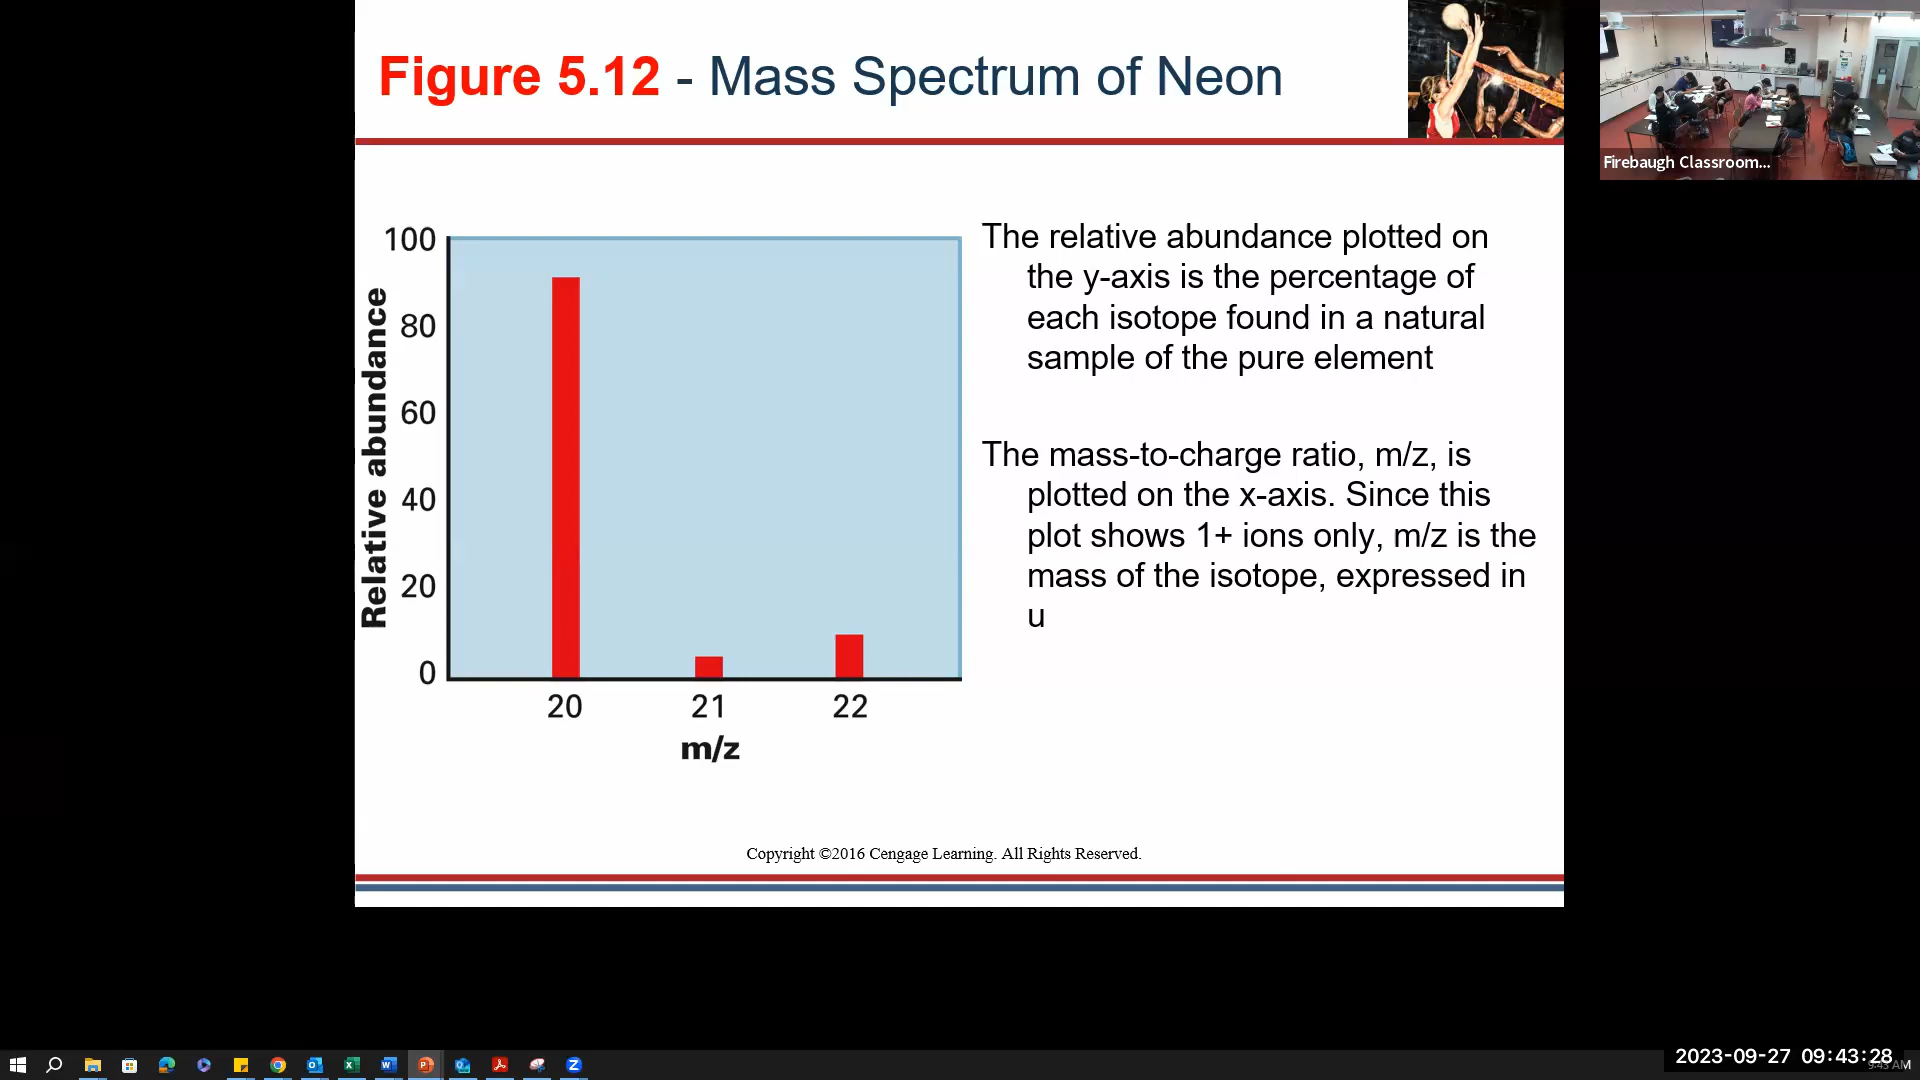 Figure 5.12 - Mass Spectrum of Neon
Firebaugh Classroom...
100
80
60
40
20
0
Relative abundance
20 21 22
m/z
The relative abundance plotted on
the y-axis is the percentage of
each isotope found in a natural
sample of the pure element
The mass-to-charge ratio, m/z, is
plotted on the x-axis. Since this
plot shows 1+ ions only, m/z is the
mass of the isotope, expressed in
u
Copyright ©2016 Cengage Learning. All Rights Reserved.
2023-09-27 09:43:28
9:43 AM